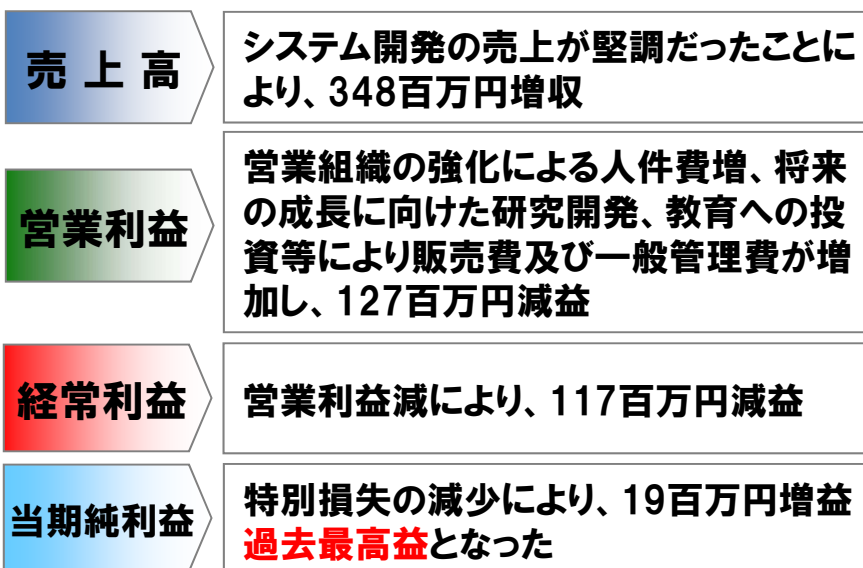 売上高
システム開発の売上が堅調だったことに
より、348百万円増収
営業利益
営業組織の強化による人件費増、将来
の成長に向けた研究開発、教育への投
資等により販売費及び一般管理費が増
加し、127百万円減益
経常利益
営業利益減により、117百万円減益
当期純利益
特別損失の減少により、19百万円増益
過去最高益となった